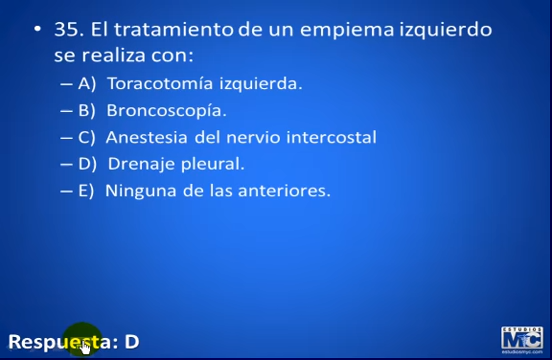 • 35. El tratamiento de un empiema izquierdo
se realiza con:
– A) Toracotomía izquierda.
– B) Broncoscopía.
– C) Anestesia del nervio intercostal
– D) Drenaje pleural.
– E) Ninguna de las anteriores.
Respuesta: D
ESTUDIOS
MyC
estudiosmyc.com